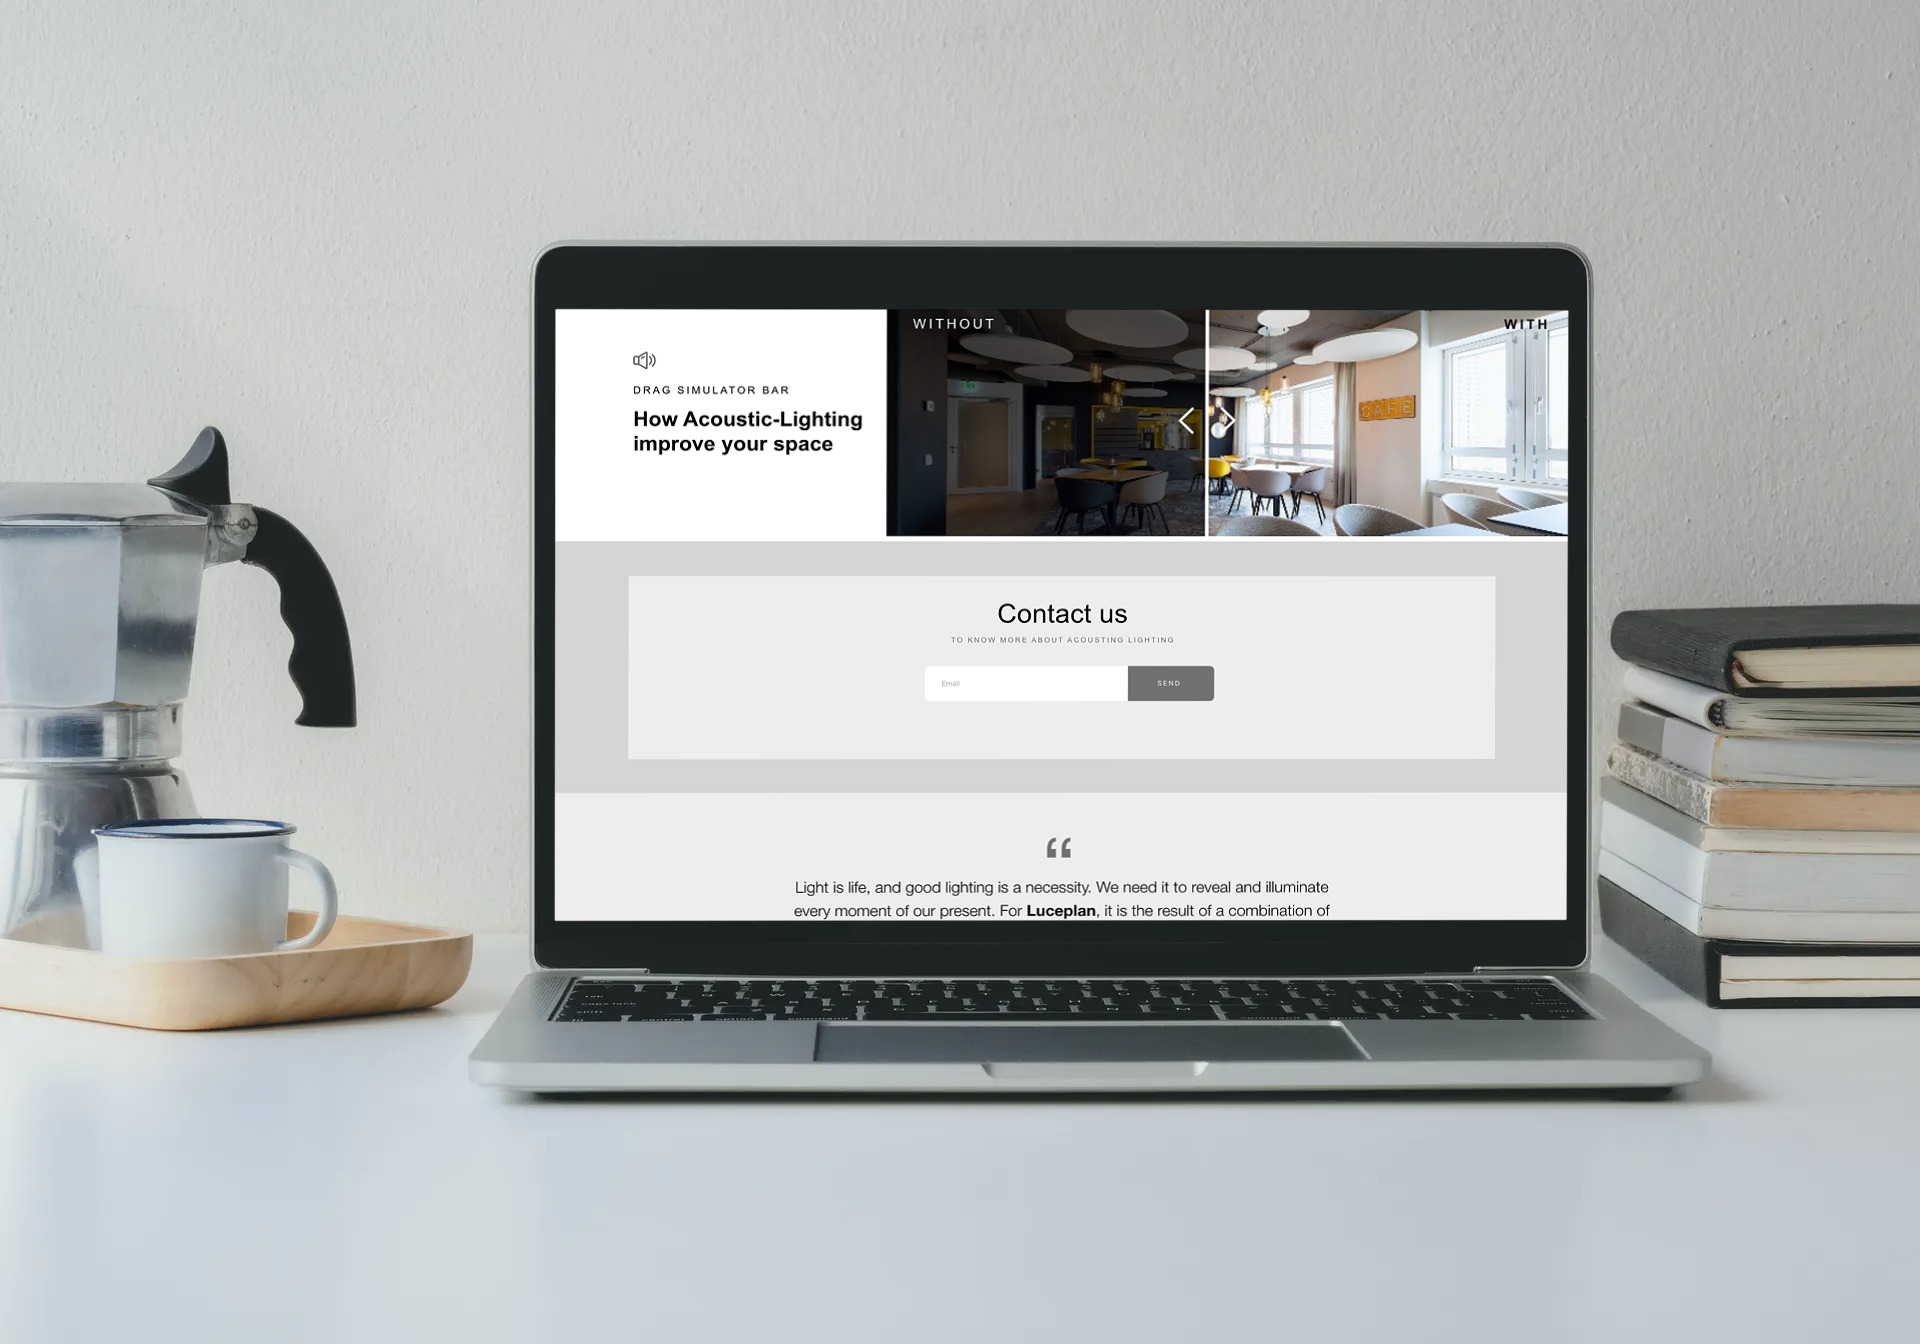 WITHOUT
WITH
DRAG SIMULATOR BAR
How Acoustic-Lighting
improve your space
CAFE
Contact us
TO KNOW MORE ABOUT ACOUSTING LIGHTING
Email
SEND
“
Light is life, and good lighting is a necessity. We need it to reveal and illuminate
every moment of our present. For Luceplan, it is the result of a combination of